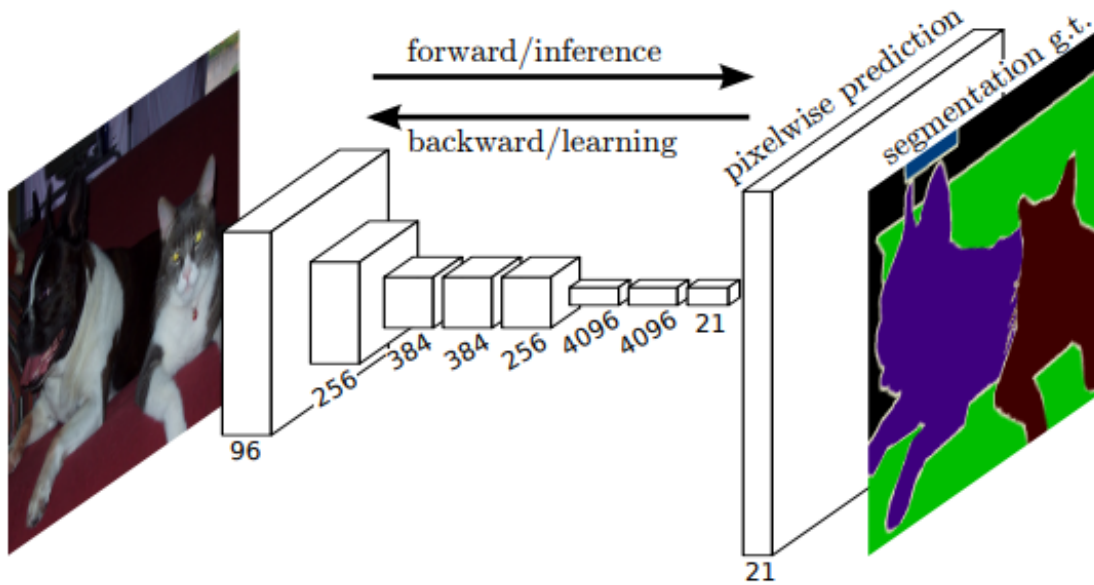 forward/inference
backward/learning
pixelwise prediction
segmentation g.t.
96
256
384
384
256
4096
4096
21
21